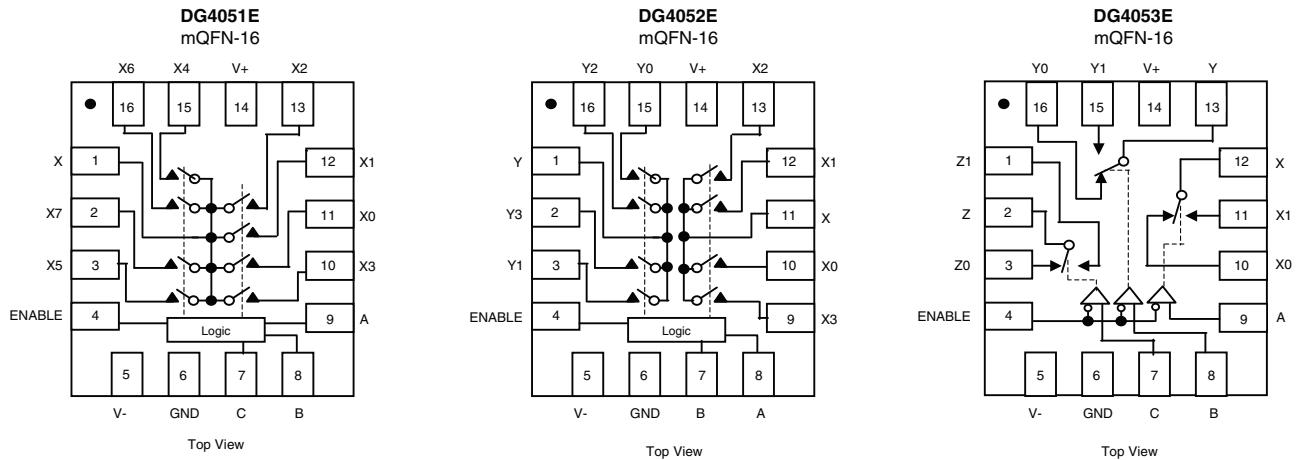 DG4051E
mQFN-16
X6 X4 V+ X2
16 15 14 13
X 1 12 X1
X7 2 11 X0
X5 3 10 X3
ENABLE 4 9 A
Logic
5 6 7 8
V- GND C B
Top View
DG4052E
mQFN-16
Y2 Y0 V+ X2
16 15 14 13
Y 1 12 X1
Y3 2 11 X
Y1 3 10 X0
ENABLE 4 9 X3
Logic
5 6 7 8
V- GND B A
Top View
DG4053E
mQFN-16
Y0 Y1 V+ Y
16 15 14 13
Z1 1 12 X
Z 2 11 X1
Z0 3 10 X0
ENABLE 4 9 A
5 6 7 8
V- GND C B
Top View